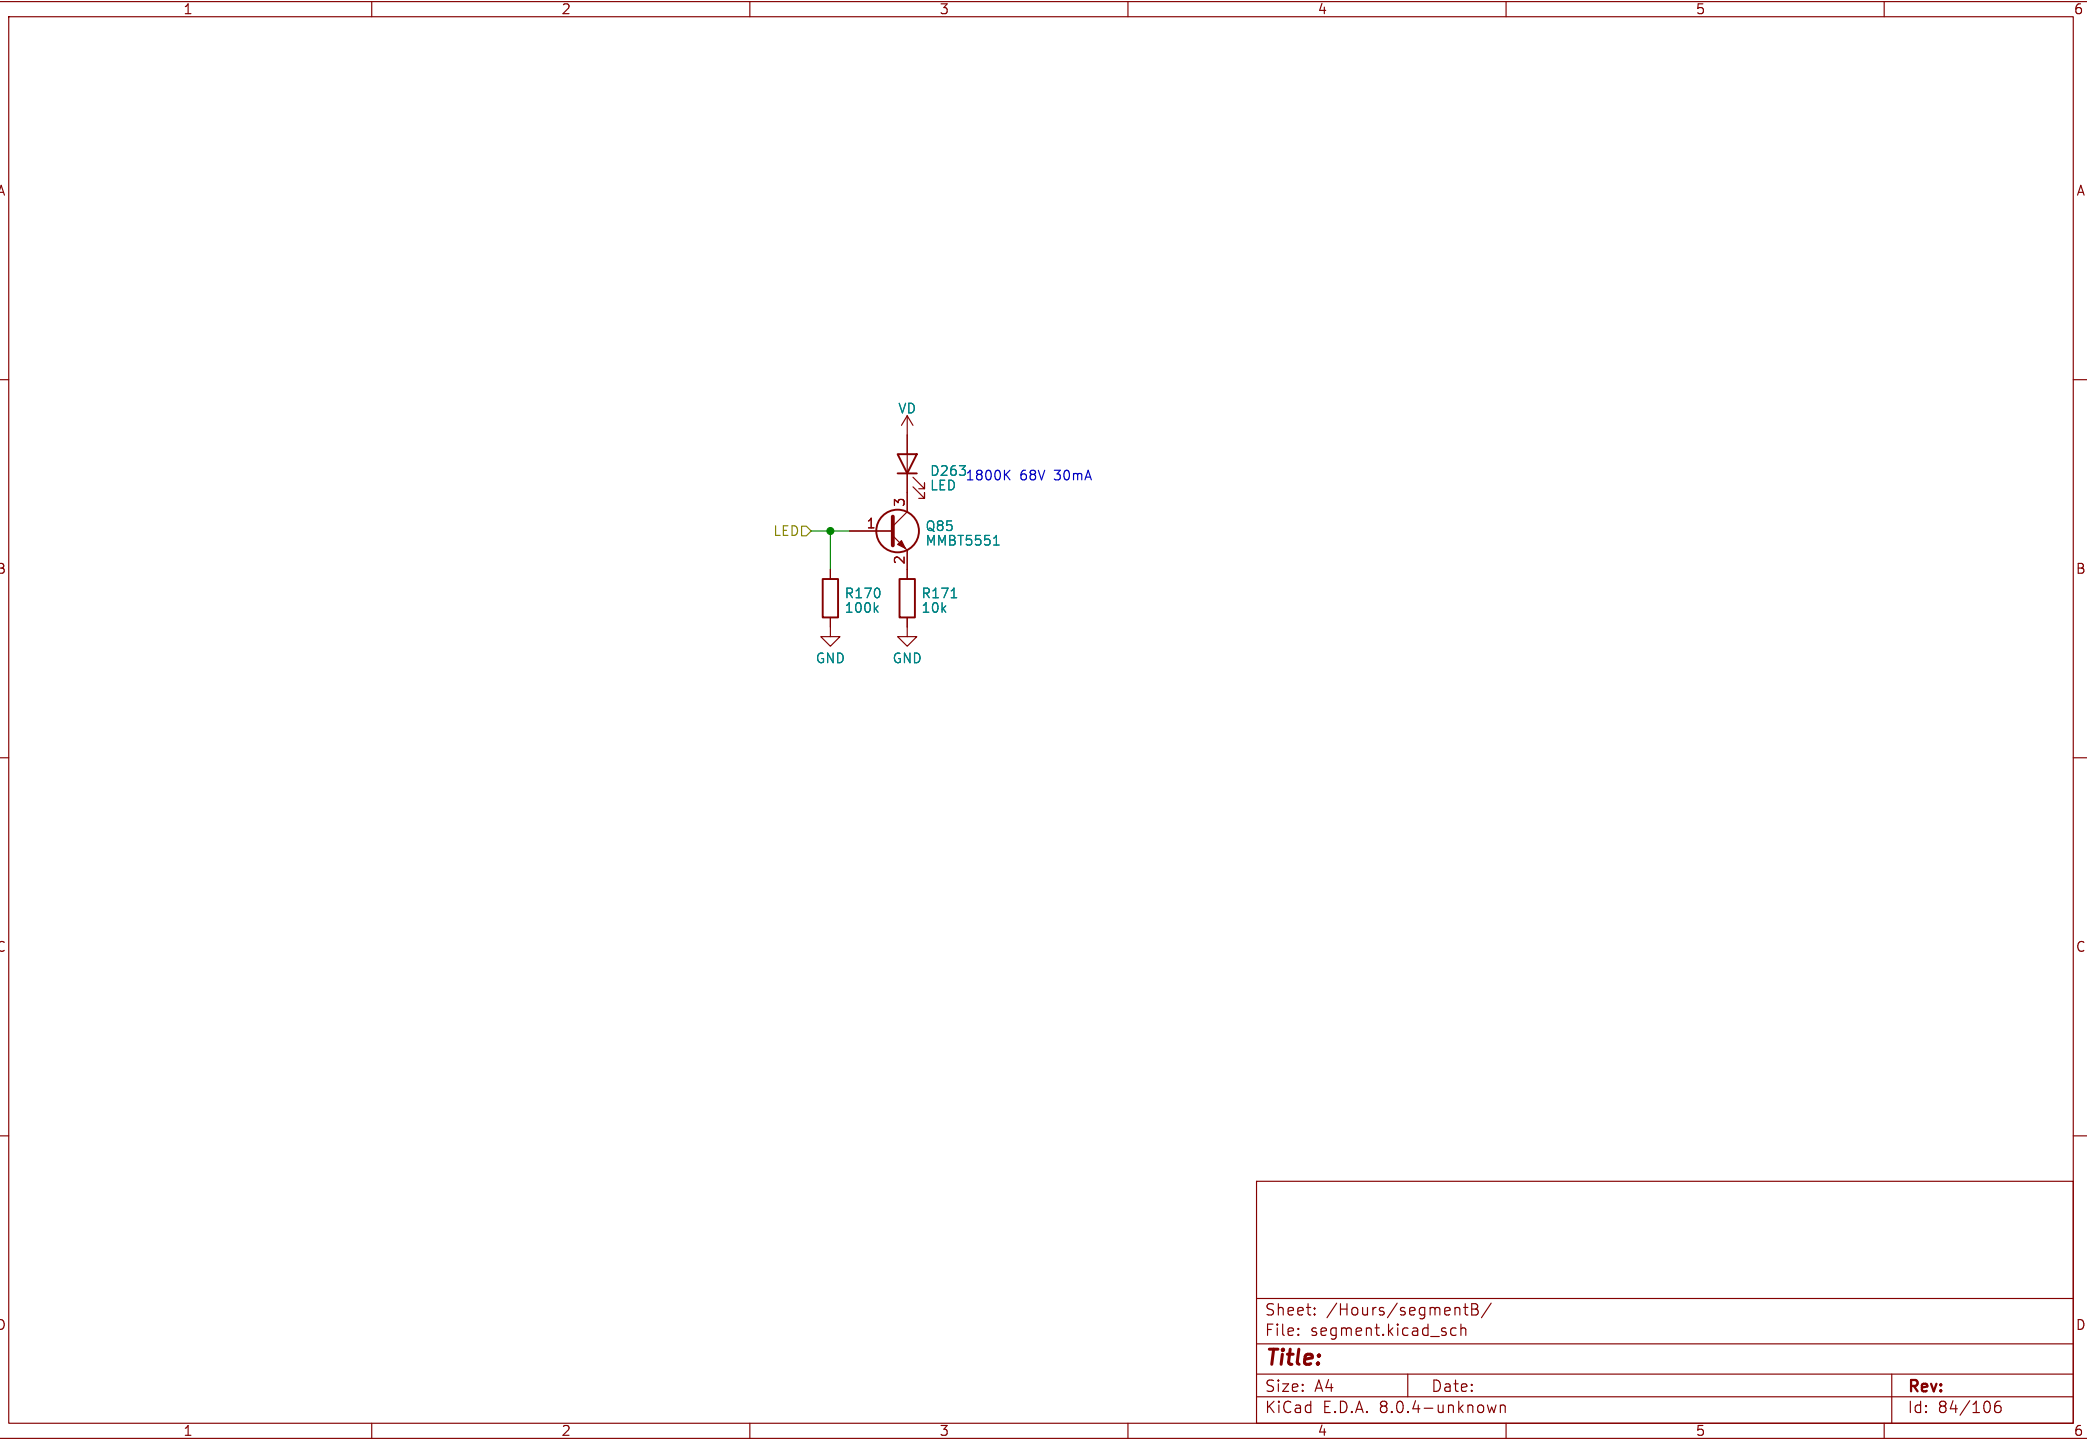 1 2 3 4 5 6
A A
VD
D263
LED
1800K 68V 30mA
3
LED
1
Q85
MMBT5551
2
B B
R170
100k
R171
10k
GND GND
C C
Sheet: /Hours/segmentB/
File: segment.kicad_sch
D D
Title:
Size: A4 Date: Rev:
KiCad E.D.A. 8.0.4-unknown Id: 84/106
1 2 3 4 5 6